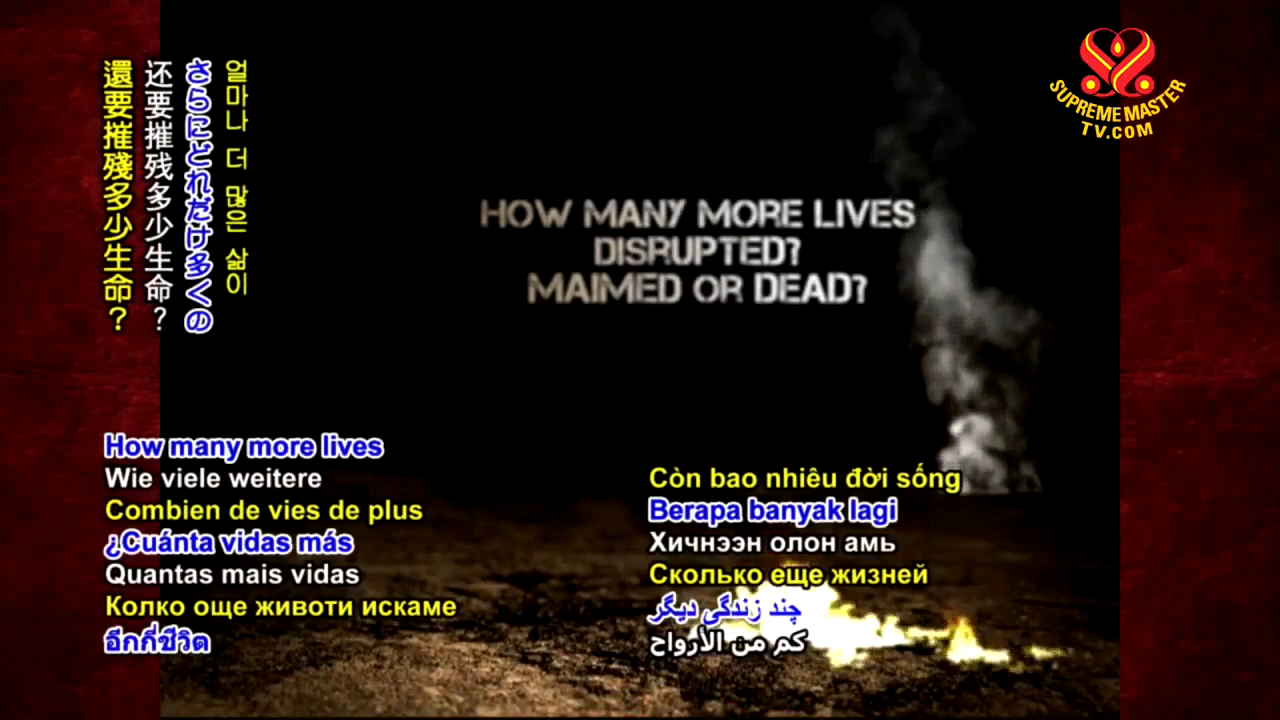 還要摧殘多少生命？
还要摧残多少生命？
さらにどれだけ多くの
얼마나 더 많은 삶이
SUPREME MASTER
TV.COM
HOW MANY MORE LIVES
DISRUPTED?
MAIMED OR DEAD?
How many more lives
Wie viele weitere
Combien de vies de plus
¿Cuánta vidas más
Quantas mais vidas
Колко още животи искаме
อีกกี่ชีวิต
Còn bao nhiêu đời sống
Berapa banyak lagi
Хичнээн олон амь
Сколько еще жизней
چند زندگی دیگر
كم من الأرواح